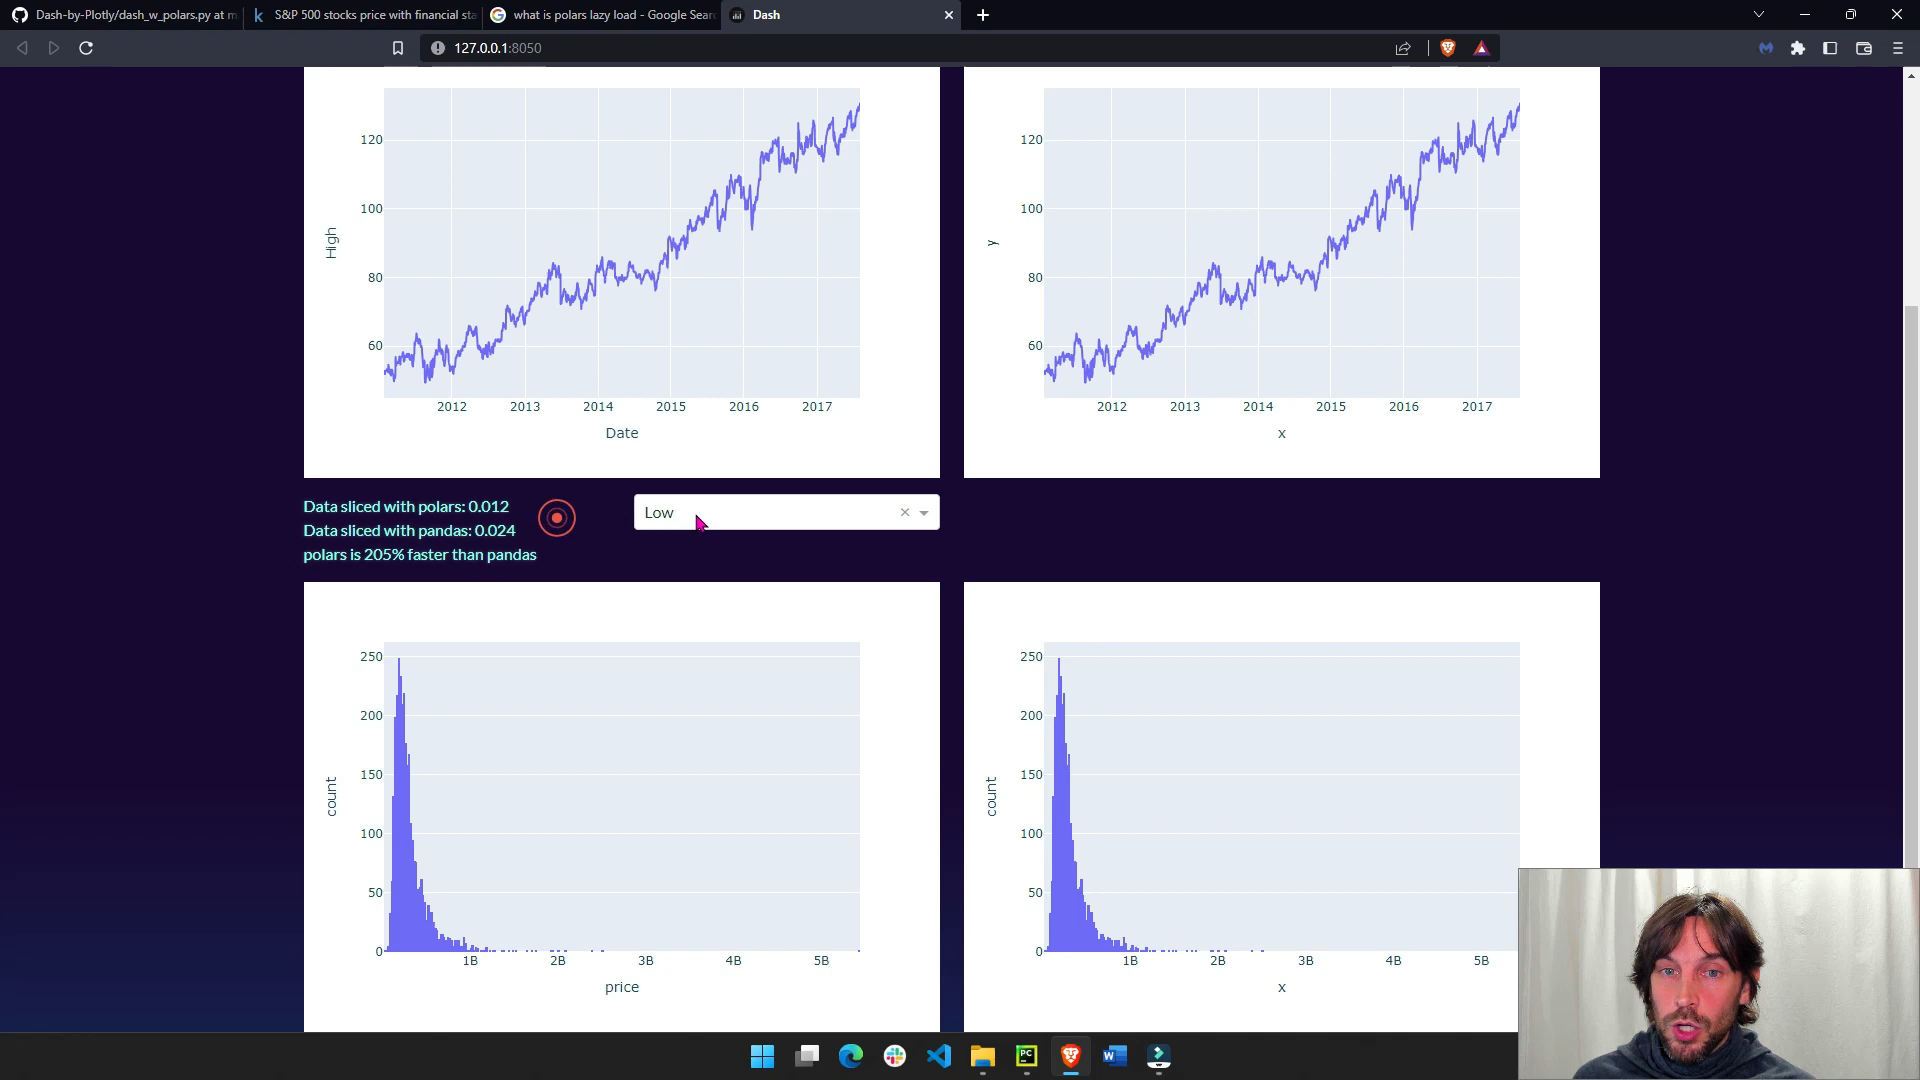 Dash-by-Plotly/dash_w_polars.py at m
S&P 500 stocks price with financial sta
what is polars lazy load - Google Sear
Dash
127.0.0.1:8050
120
100
80
60
High
2012 2013 2014 2015 2016 2017
Date
120
100
80
60
y
2012 2013 2014 2015 2016 2017
x
Data sliced with polars: 0.012
Data sliced with pandas: 0.024
polars is 205% faster than pandas
Low
250
200
150
100
50
0
count
1B 2B 3B 4B 5B
price
250
200
150
100
50
0
count
1B 2B 3B 4B 5B
x